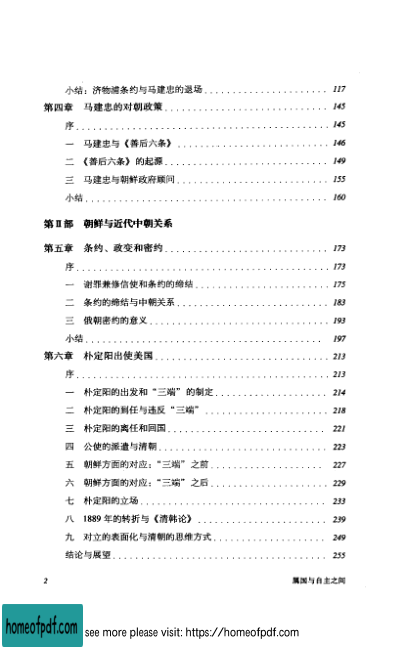 小结：济物浦条约与马建忠的退场 117
第四章 马建忠的对朝政策 145
序 145
一 马建忠与《善后六条》 146
二 《善后六条》的起源 149
三 马建忠与朝鲜政府顾问 155
小结 160
第Ⅱ部 朝鲜与近代中朝关系
第五章 条约、政变和密约 173
序 173
一 谢罪兼修信使和条约的缔结 175
二 条约的缔结与中朝关系 183
三 俄朝密约的意义 193
小结 197
第六章 朴定阳出使美国 213
序 213
一 朴定阳的出发和“三端”的制定 214
二 朴定阳的到任与违反“三端” 218
三 朴定阳的离任和回国 221
四 公使的派遣与清朝 223
五 朝鲜方面的对应：“三端”之前 227
六 朝鲜方面的对应：“三端”之后 229
七 朴定阳的立场 233
八 1889年的转折与《清韩论》 239
九 对立的表面化与清朝的思维方式 249
结论与展望 255
2 属国与自主之间
homeofpdf.com see more please visit: https://homeofpdf.com